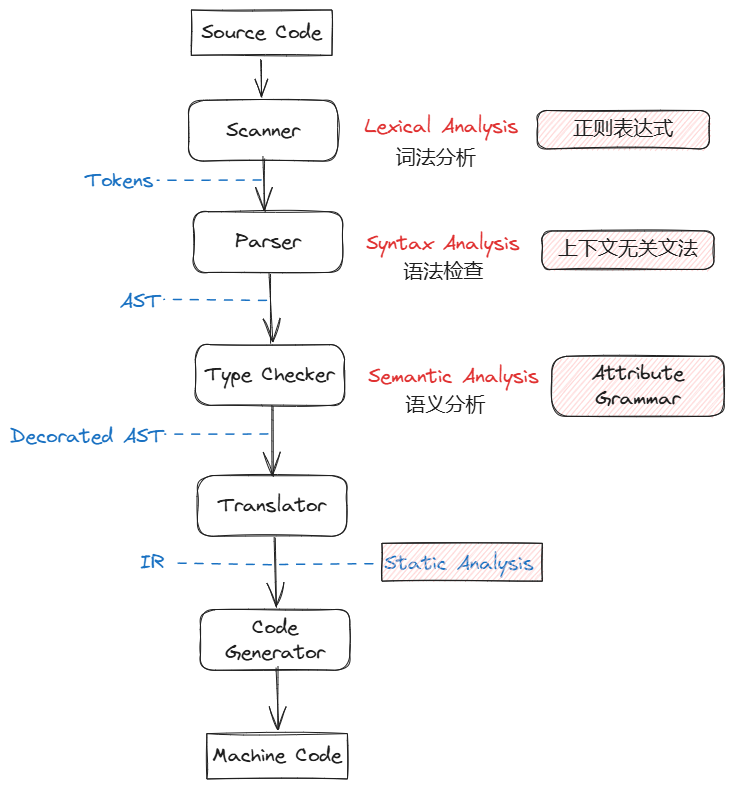 Source Code
Scanner
Lexical Analysis
词法分析
正则表达式
Tokens
Parser
Syntax Analysis
语法检查
上下文无关文法
AST
Type Checker
Semantic Analysis
语义分析
Attribute
Grammar
Decorated AST
Translator
IR
Static Analysis
Code
Generator
Machine Code